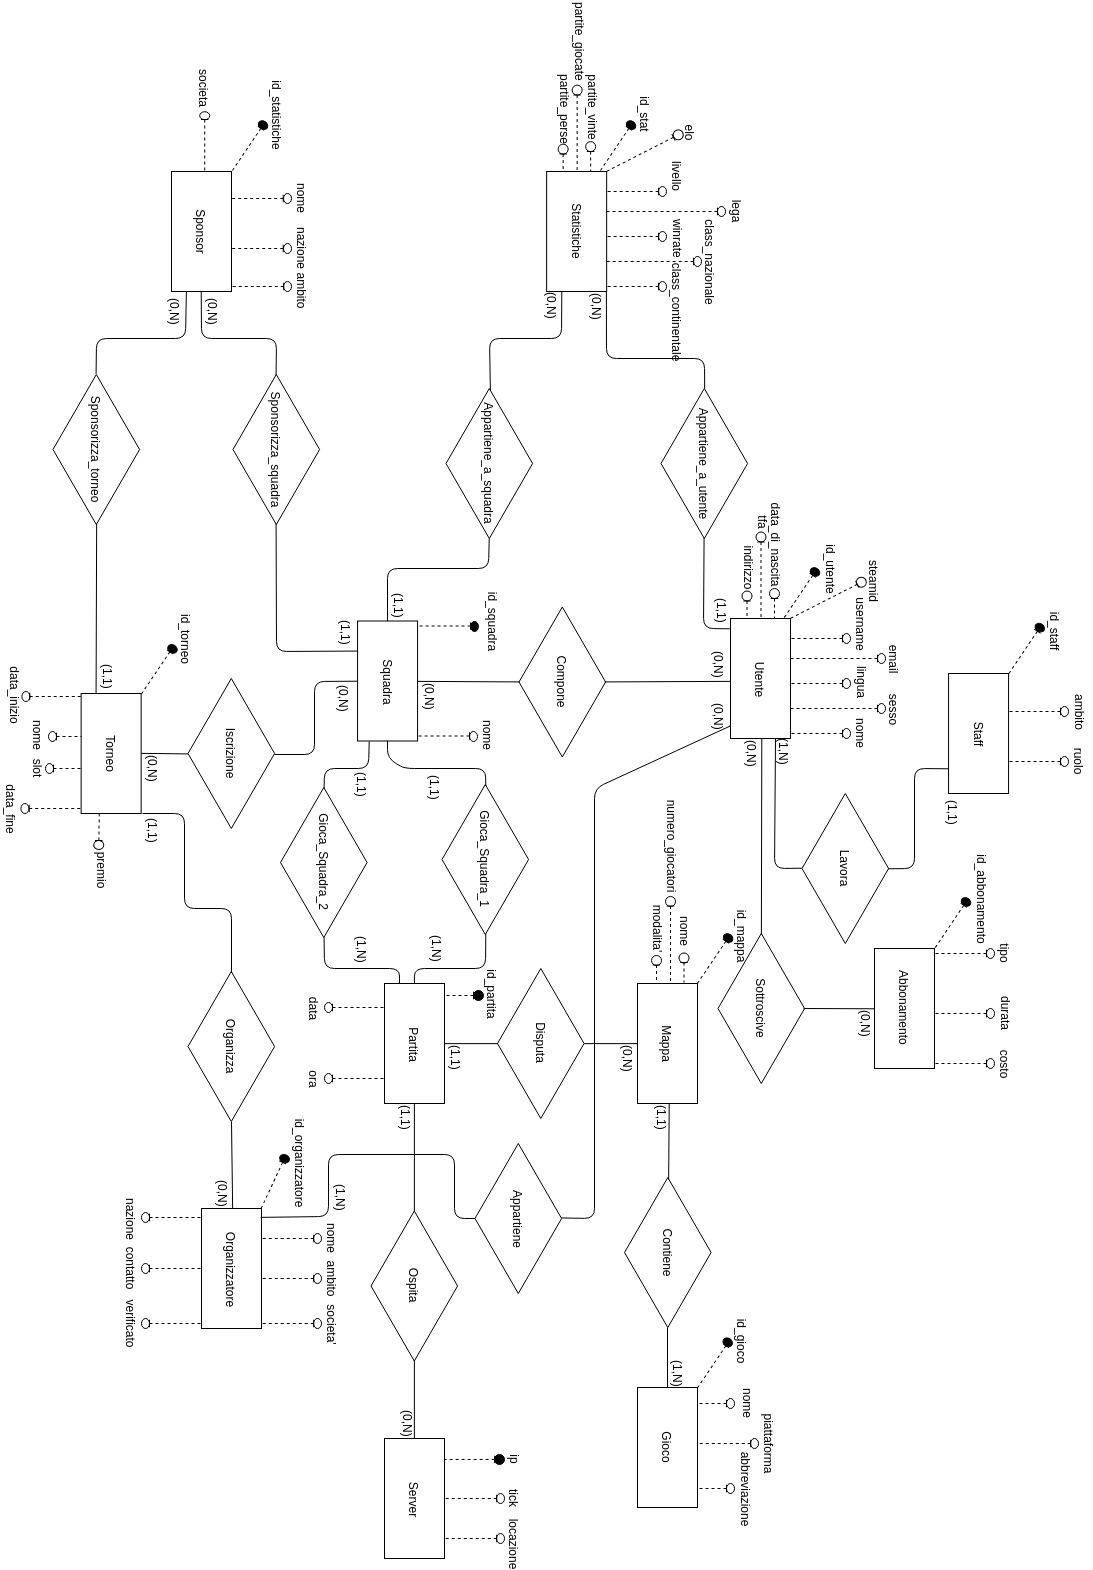 ambito ruolo
id_staff
Staff
(1,1)
id_abbonamento
tipo durata costo
Abbonamento
(0,N)
steamid
email sesso
id_utente
username lingua nome
data_di_nascita
tfa
indirizzo
Utente
(1,1)
(0,N)
(0,N)
(0,N)
(1,N)
Lavora
Sottroscive
elo
lega
id_stat
livello
class_nazionale
winrate class_continentale
partite_vinte
partite_giocate
partite_perse
Statistiche
(0,N)
(0,N)
Appartiene_a_utente
Appartiene_a_squadra
Compone
id_mappa
nome
numero_giocatori
modalita'
Mappa
(0,N)
(1,1)
Contiene
(1,N)
piattaforma
id_gioco
nome
abbreviazione
Gioco
Disputa
Appartiene
id_squadra
nome
Squadra
(1,1)
(1,1)
(0,N)
(0,N)
(1,1)
(1,1)
Gioca_Squadra_1
Gioca_Squadra_2
(1,N)
(1,N)
id_partita
Partita
(1,1)
(1,1)
data
ora
Ospita
(0,N)
ip tick locazione
Server
id_statistiche
societa
nome nazione ambito
Sponsor
(0,N)
(0,N)
Sponsorizza_squadra
Sponsorizza_torneo
Iscrizione
id_torneo
(1,1)
Torneo
(0,N)
(1,1)
data_inizio
nome
slot
data_fine
premio
Organizza
(0,N)
(1,N)
id_organizzatore
nome ambito societa'
Organizzatore
nazione contatto verificato